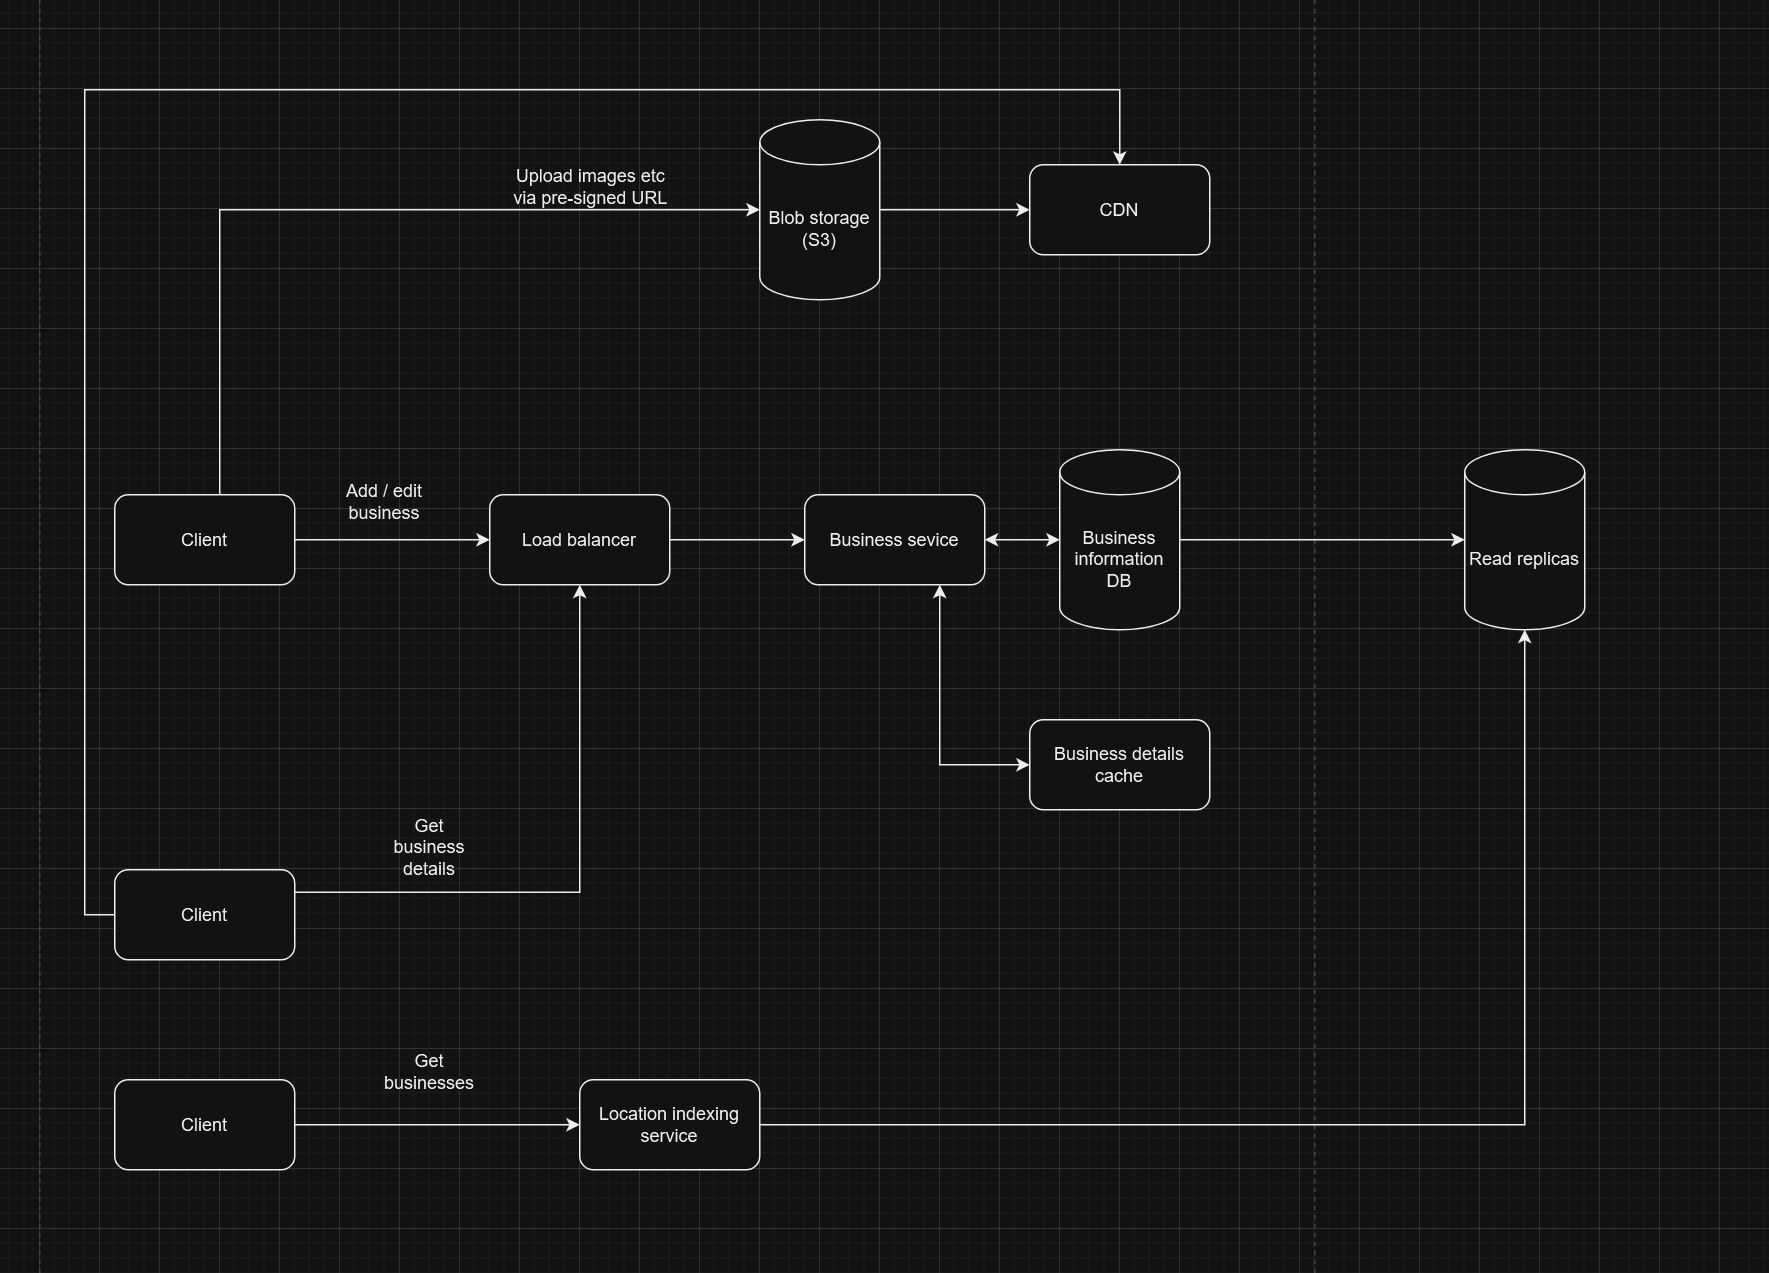 Upload images etc
via pre-signed URL
Blob storage
(S3)
CDN
Client
Add / edit
business
Load balancer
Business sevice
Business
information
DB
Read replicas
Business details
cache
Get
business
details
Client
Get
businesses
Client
Location indexing
service